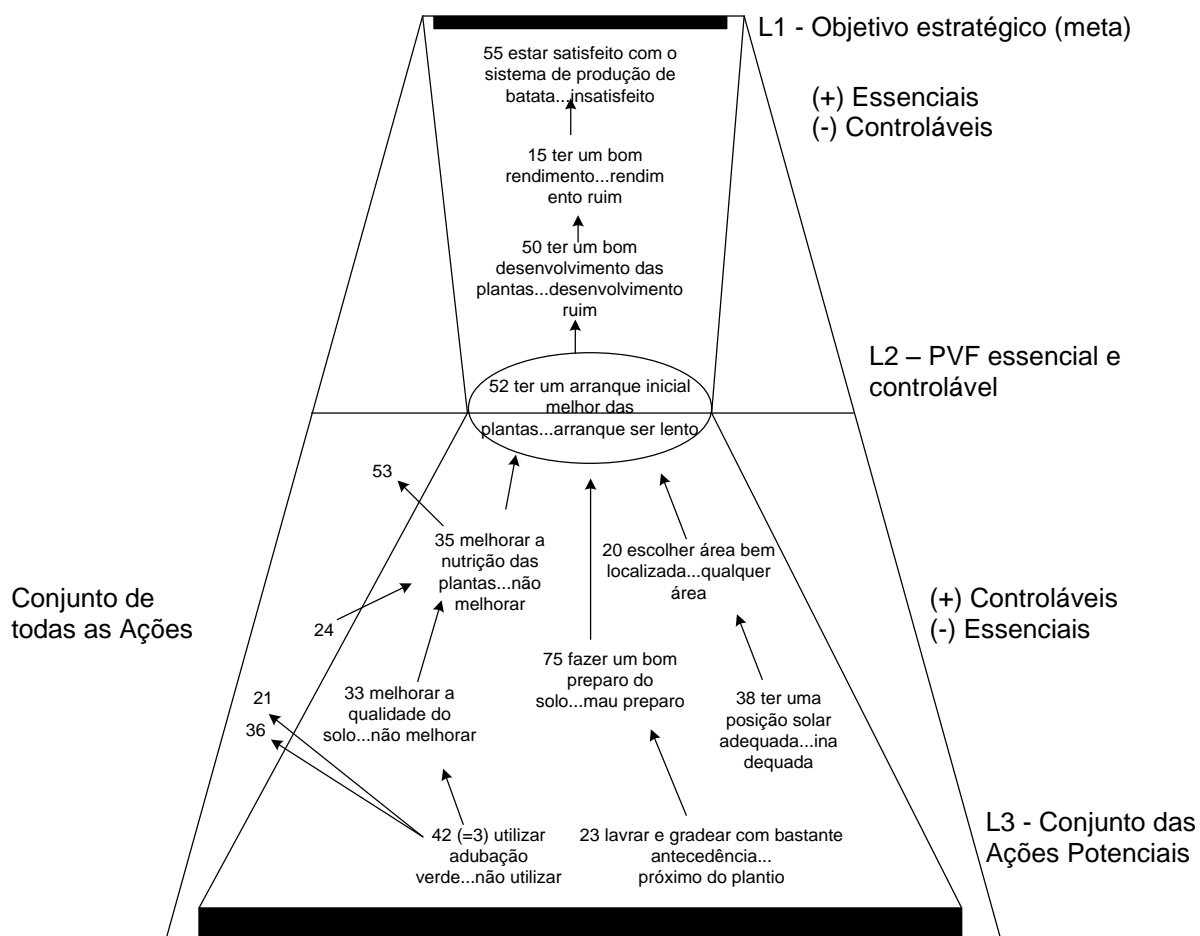 L1 - Objetivo estratégico (meta)
55 estar satisfeito com o
sistema de produção de
batata...insatisfeito
(+) Essenciais
(-) Controláveis
15 ter um bom
rendimento...rendim
ento ruim
50 ter um bom
desenvolvimento das
plantas...desenvolvimento
ruim
L2 – PVF essencial e
controlável
52 ter um arranque inicial
melhor das
plantas...arranque ser lento
53
35 melhorar a
nutrição das
plantas...não
melhorar
20 escolher área bem
localizada...qualquer
área
Conjunto de
todas as Ações
(+) Controláveis
(-) Essenciais
24
75 fazer um bom
preparo do
solo...mau preparo
33 melhorar a
qualidade do
solo...não melhorar
38 ter uma
posição solar
adequada...ina
dequada
21
36
L3 - Conjunto das
Ações Potenciais
42 (=3) utilizar
adubação
verde...não utilizar
23 lavrar e gradear com bastante
antecedência...
próximo do plantio